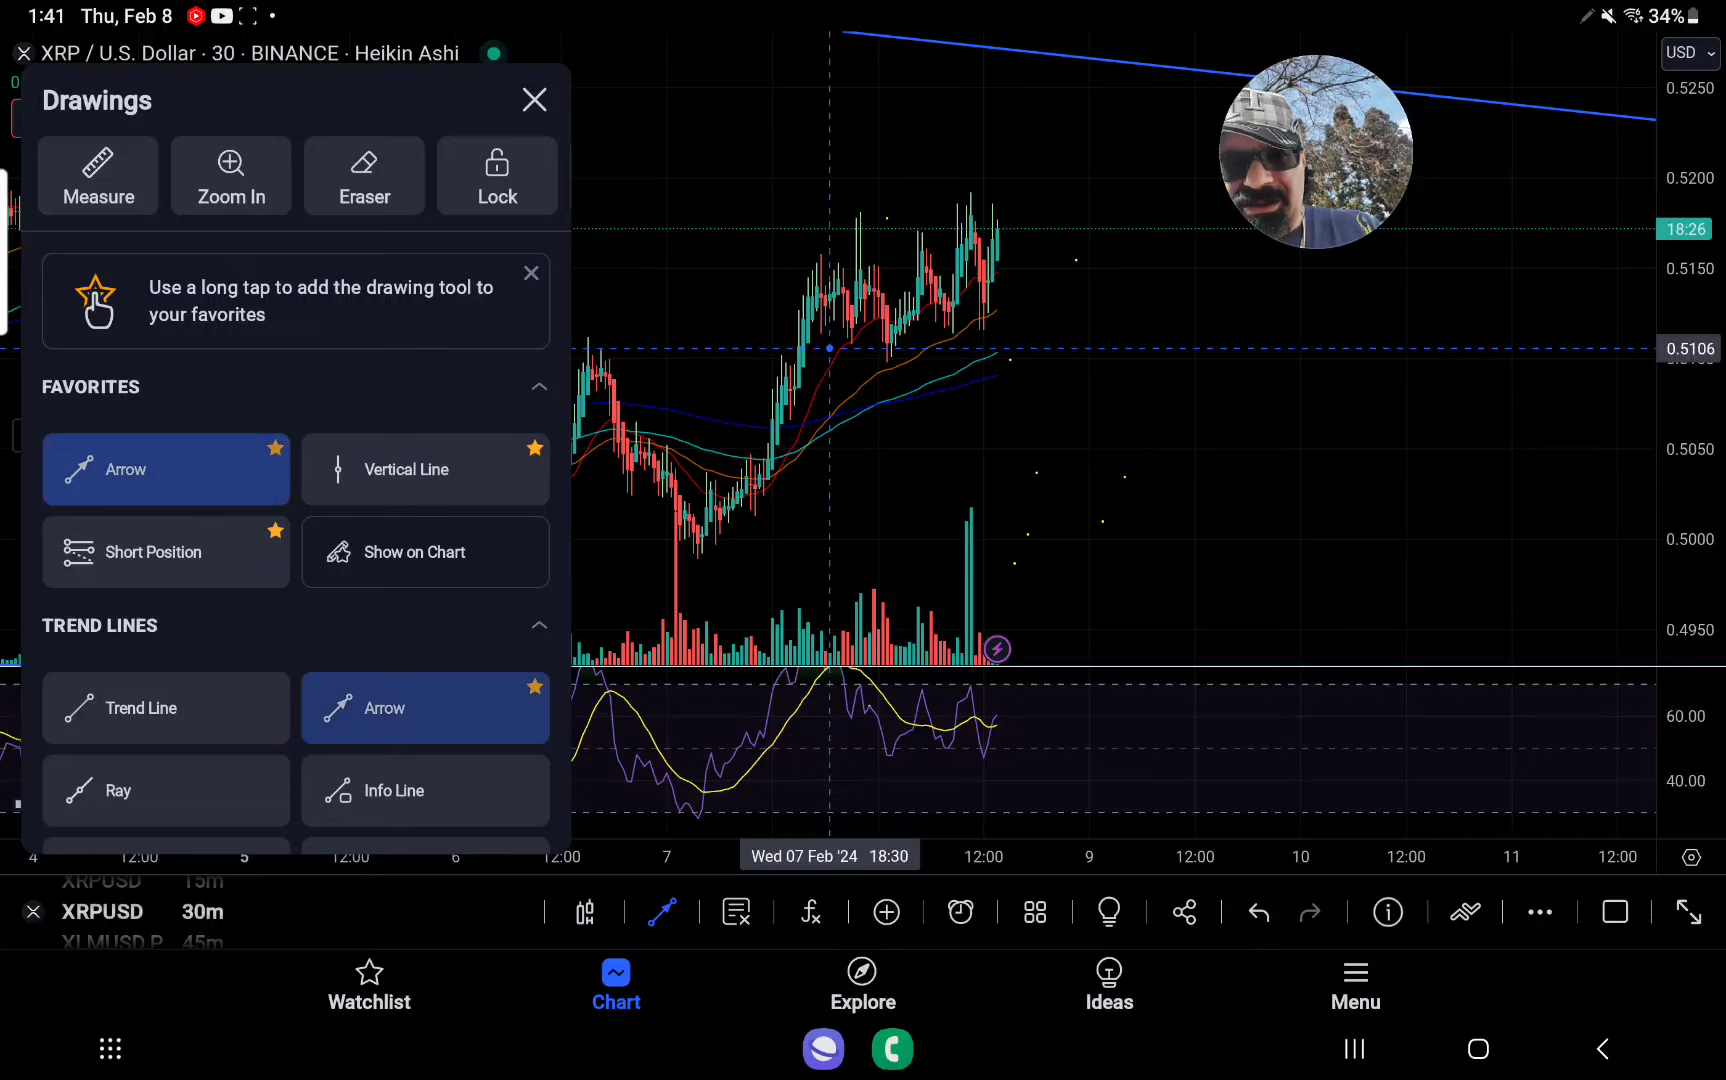 1:41 Thu, Feb 8
34%
XRP / U.S. Dollar · 30 · BINANCE · Heikin Ashi
USD
0
Drawings
Measure
Zoom In
Eraser
Lock
Use a long tap to add the drawing tool to
your favorites
FAVORITES
Arrow
Vertical Line
Short Position
Show on Chart
TREND LINES
Trend Line
Arrow
Ray
Info Line
0.5250
0.5200
18:26
0.5150
0.5106
0.5050
0.5000
0.4950
60.00
40.00
4 12:00 5 12:00 6 12:00 7 Wed 07 Feb '24 18:30 12:00 9 12:00 10 12:00 11 12:00
XRPUSD 15m
XRPUSD 30m
XLMUSD.P 45m
Watchlist
Chart
Explore
Ideas
Menu